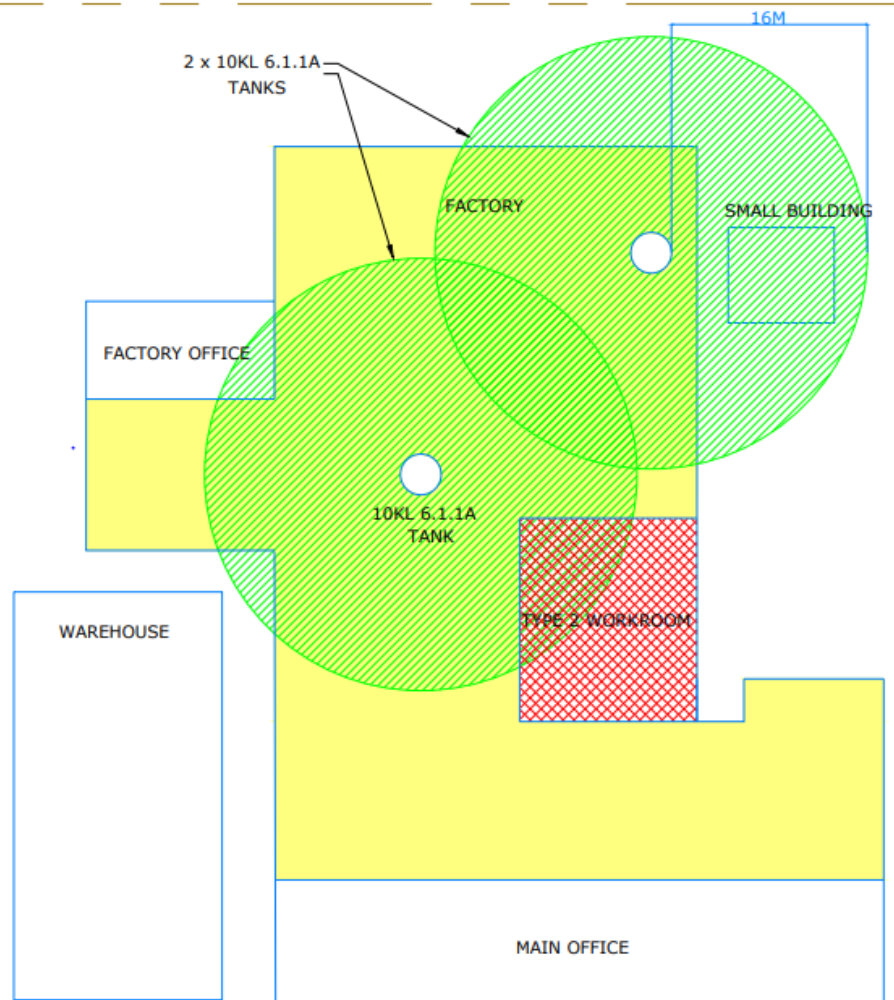 16M
2 x 10KL 6.1.1A
TANKS
FACTORY
SMALL BUILDING
FACTORY OFFICE
10KL 6.1.1A
TANK
TYPE 2 WORKROOM
WAREHOUSE
MAIN OFFICE